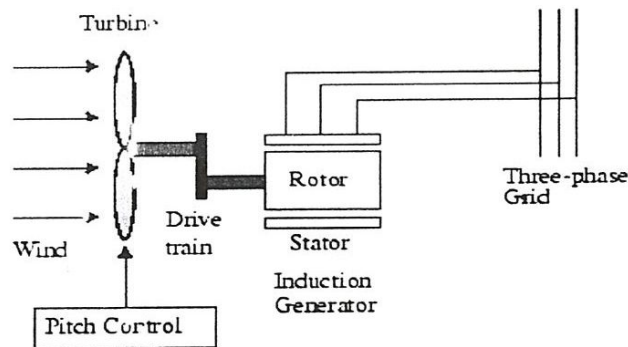 Turbine
Wind
Pitch Control
Drive
train
Rotor
Stator
Induction
Generator
Three-phase
Grid